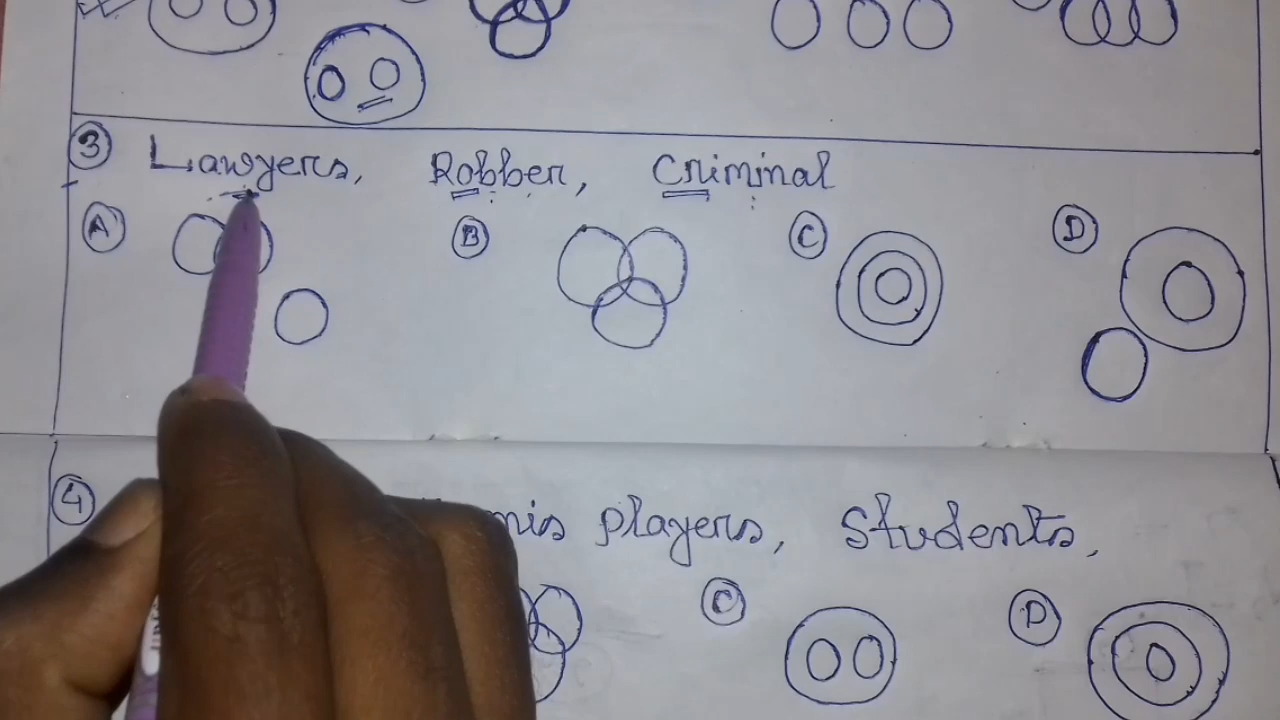 3 Lawyers, Robber, Criminal
A B C D
4 players, Students,
C D